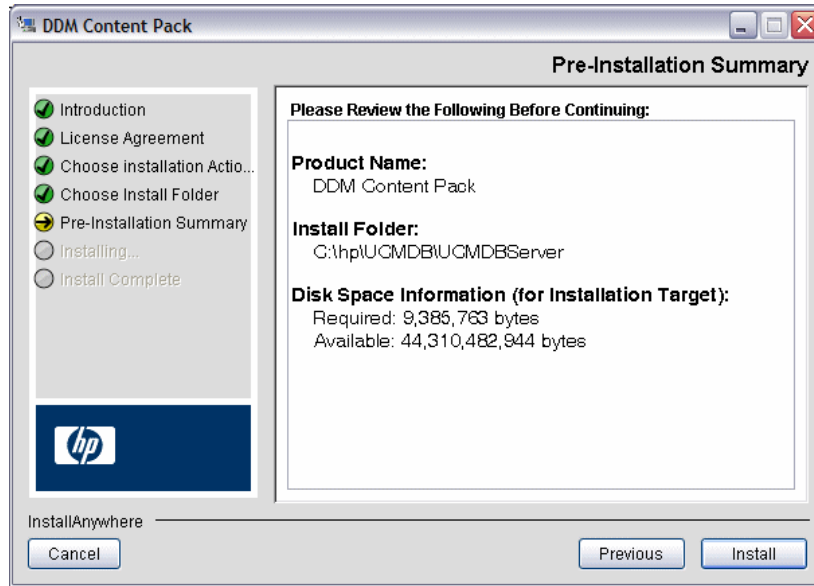 DDM Content Pack
Pre-Installation Summary
Introduction
License Agreement
Choose installation Actio...
Choose Install Folder
Pre-Installation Summary
Installing...
Install Complete
hp
Please Review the Following Before Continuing:
Product Name:
DDM Content Pack
Install Folder:
C:\hp\UCMDB\UCMDBServer
Disk Space Information (for Installation Target):
Required: 9,385,763 bytes
Available: 44,310,482,944 bytes
InstallAnywhere
Cancel
Previous
Install